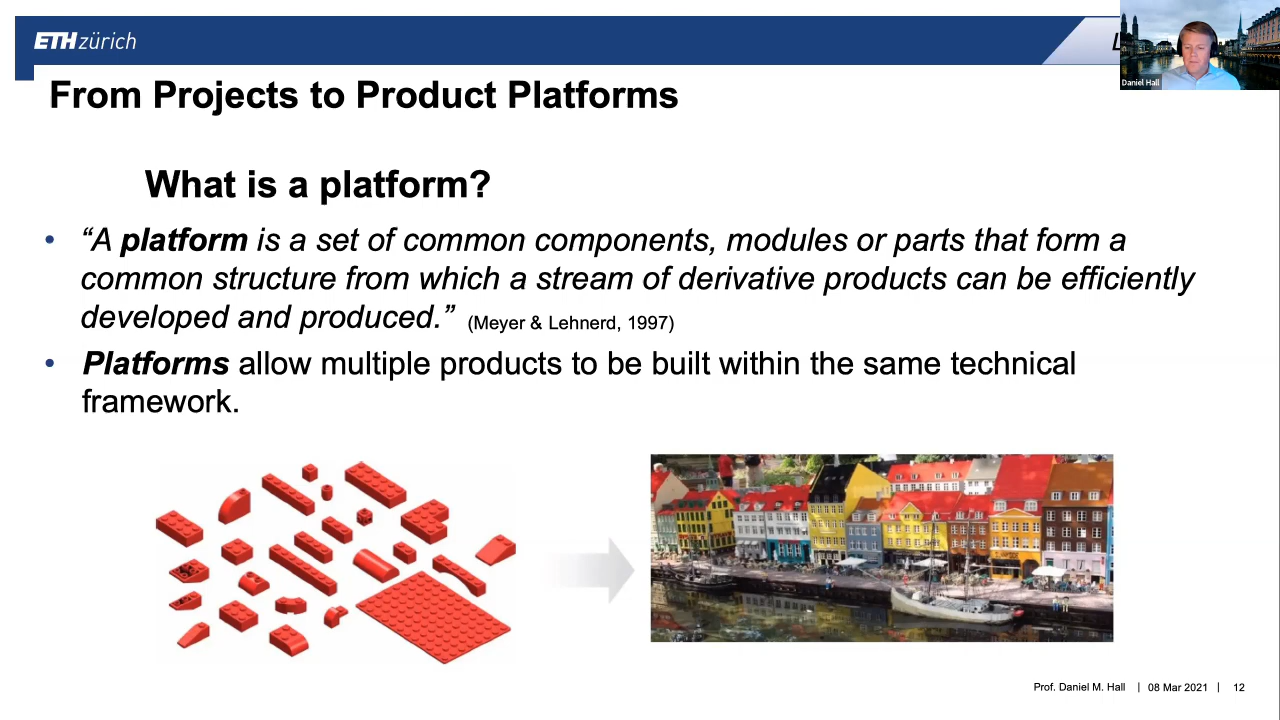 ETH zürich
Daniel Hall
From Projects to Product Platforms
What is a platform?
• “A platform is a set of common components, modules or parts that form a
common structure from which a stream of derivative products can be efficiently
developed and produced.” (Meyer & Lehnerd, 1997)
• Platforms allow multiple products to be built within the same technical
framework.
Prof. Daniel M. Hall | 08 Mar 2021 | 12